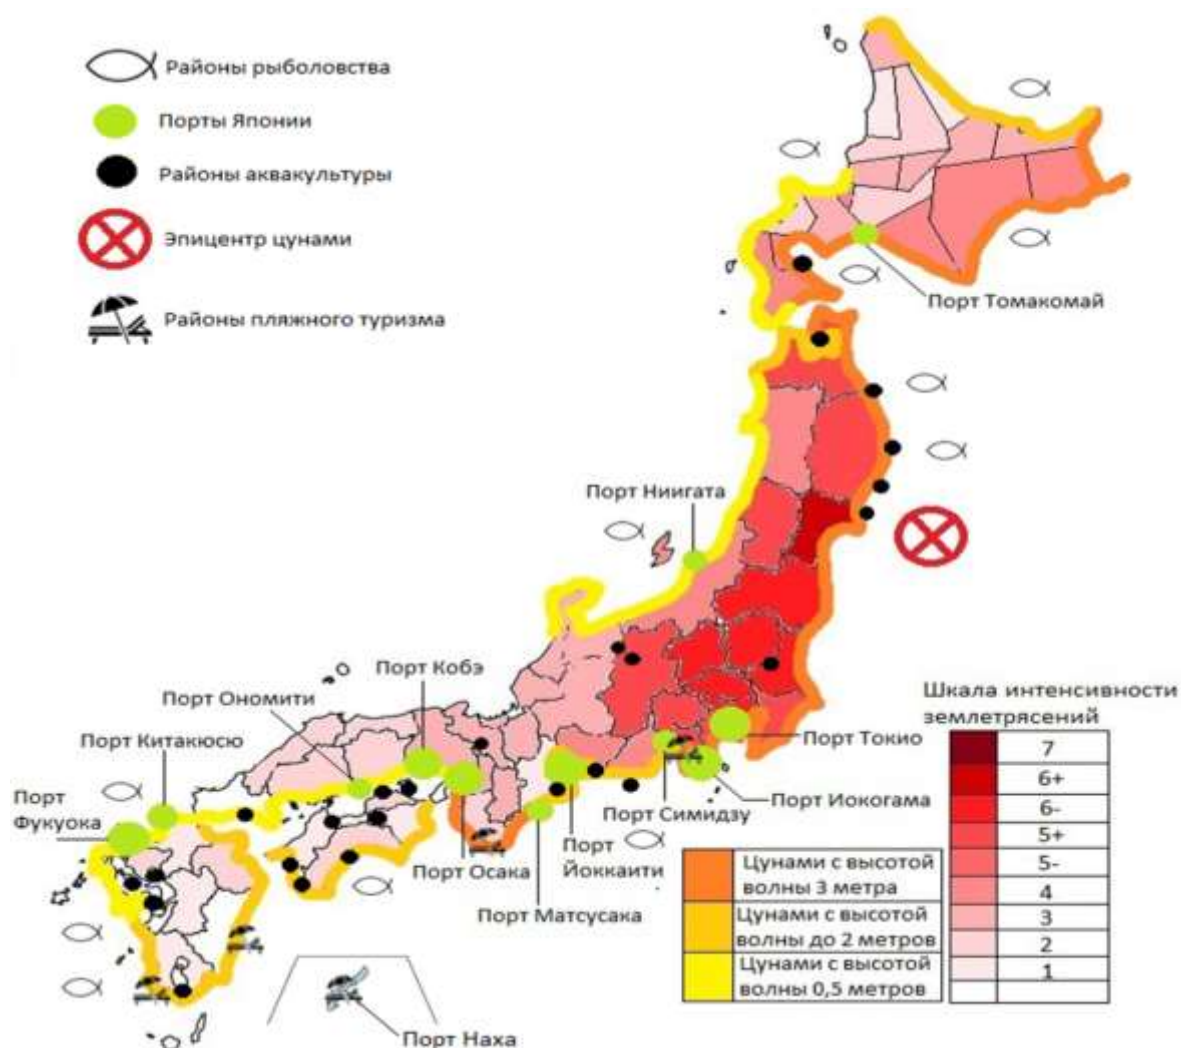 Районы рыболовства
Порты Японии
Районы аквакультуры
Эпицентр цунами
Районы пляжного туризма
Порт Томакомай
Порт Ниигата
Порт Кобэ
Порт Ономити
Порт Китакюсю
Порт
Фукуока
Порт Токио
Порт Иокогама
Порт Симидзу
Порт
Йоккаити
Порт Осака
Порт Матсусака
Порт Наха
Шкала интенсивности
землетрясений
7
6+
6-
5+
5-
4
3
2
1
Цунами с высотой
волны 3 метра
Цунами с высотой
волны до 2 метров
Цунами с высотой
волны 0,5 метров